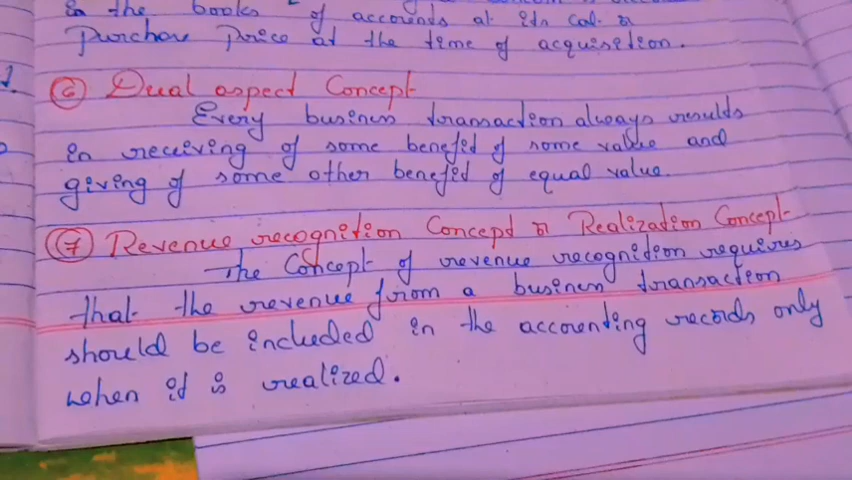 in the books of accounts at its cost or
Purchase Price at the time of acquisition.
⑥ Dual aspect Concept
Every business transaction always results
in receiving of some benefit of some value and
giving of some other benefit of equal value.
⑦ Revenue recognition Concept or Realization Concept
The Concept of revenue recognition requires
that the revenue from a business transaction
should be included in the accounting records only
when it is realized.